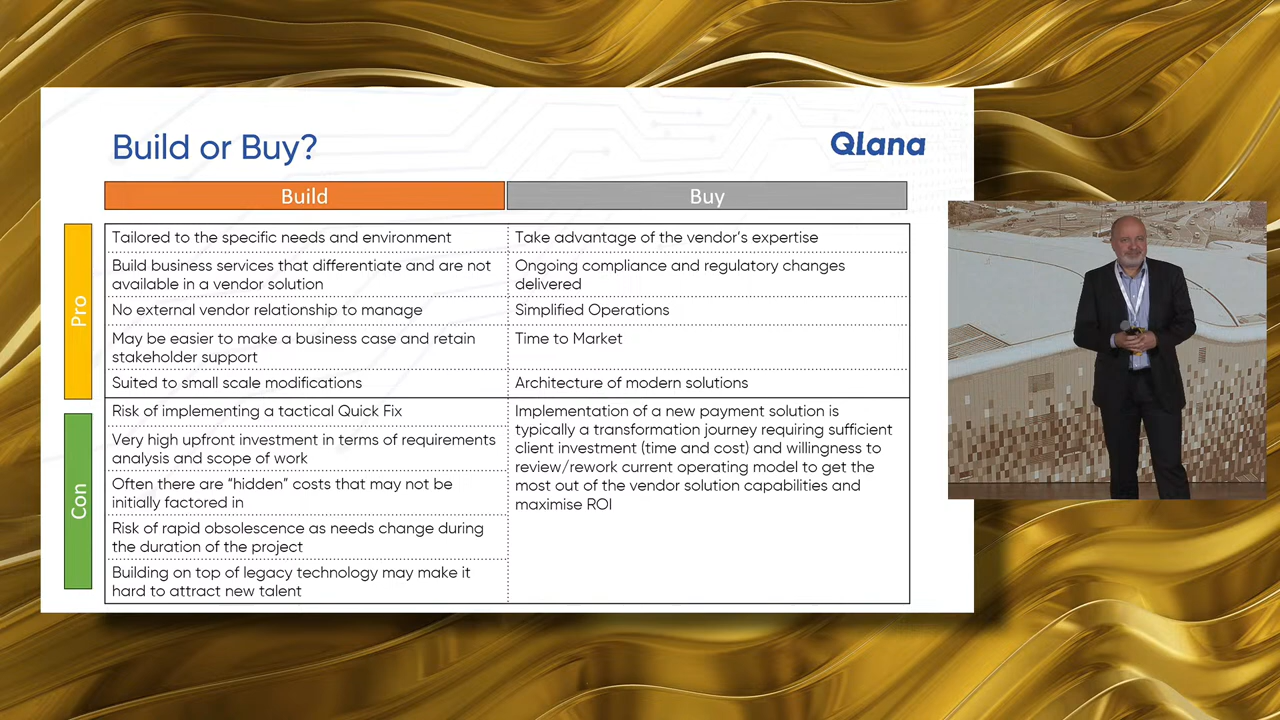 Build or Buy?
Qlana
Build
Buy
Pro
Tailored to the specific needs and environment
Build business services that differentiate and are not
available in a vendor solution
No external vendor relationship to manage
May be easier to make a business case and retain
stakeholder support
Suited to small scale modifications
Take advantage of the vendor's expertise
Ongoing compliance and regulatory changes
delivered
Simplified Operations
Time to Market
Architecture of modern solutions
Con
Risk of implementing a tactical Quick Fix
Very high upfront investment in terms of requirements
analysis and scope of work
Often there are “hidden” costs that may not be
initially factored in
Risk of rapid obsolescence as needs change during
the duration of the project
Building on top of legacy technology may make it
hard to attract new talent
Implementation of a new payment solution is
typically a transformation journey requiring sufficient
client investment (time and cost) and willingness to
review/rework current operating model to get the
most out of the vendor solution capabilities and
maximise ROI